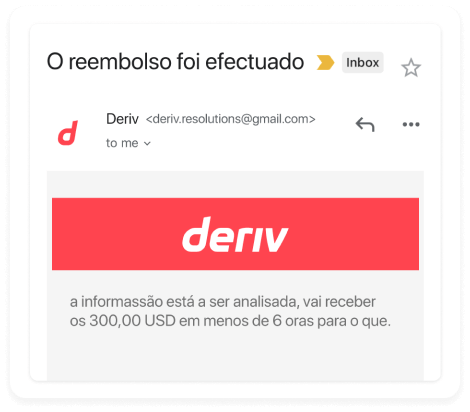 O reembolso foi efectuado Inbox
Deriv <deriv.resolutions@gmail.com>
to me
deriv
a informassão está a ser analisada, vai receber
os 300,00 USD em menos de 6 oras para o que.